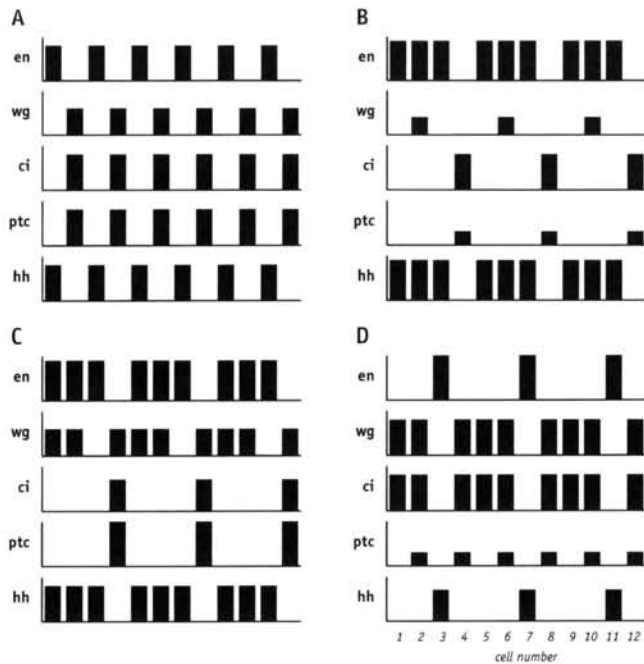 A
en
wg
ci
ptc
hh
B
en
wg
ci
ptc
hh
C
en
wg
ci
ptc
hh
D
en
wg
ci
ptc
hh
1 2 3 4 5 6 7 8 9 10 11 12
cell number